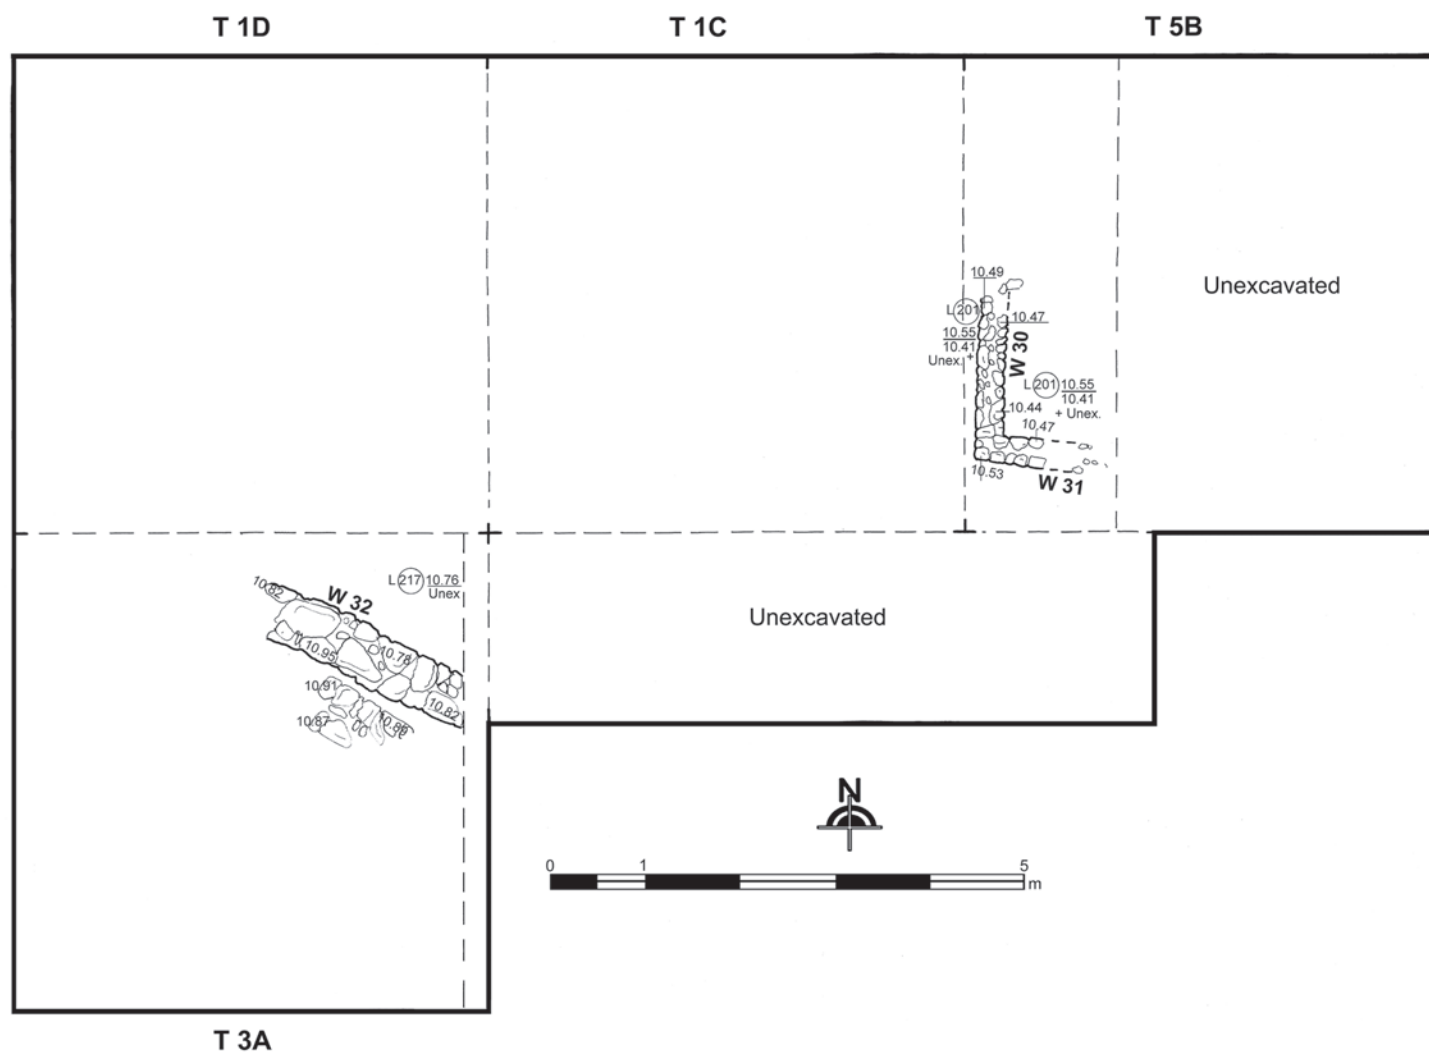 T 1D
T 1C
T 5B
10.49
Unexcavated
L 201
10.47
10.55
10.41
Unex. +
W 30
L 201 10.55
10.41
+ Unex.
10.44
10.47
10.53
W 31
L 217 10.76
Unex
10.82
W 32
Unexcavated
10.95
10.78
10.91
10.82
10.87
N
0 1 5
m
T 3A